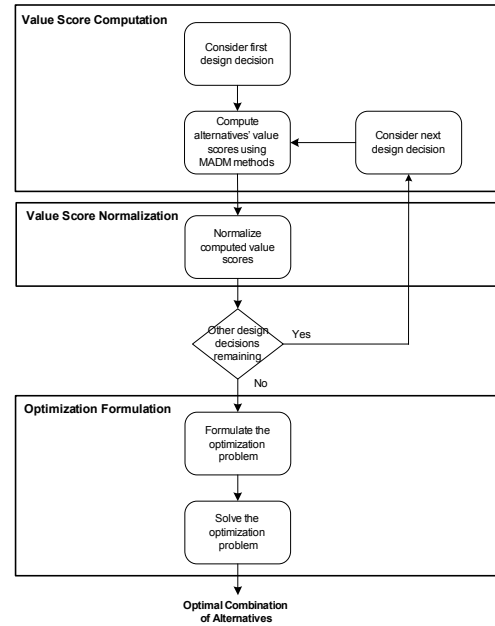 Value Score Computation
Consider first
design decision
Compute
alternatives' value
scores using
MADM methods
Consider next
design decision
Value Score Normalization
Normalize
computed value
scores
Other design
decisions
remaining
Yes
No
Optimization Formulation
Formulate the
optimization
problem
Solve the
optimization
problem
Optimal Combination
of Alternatives